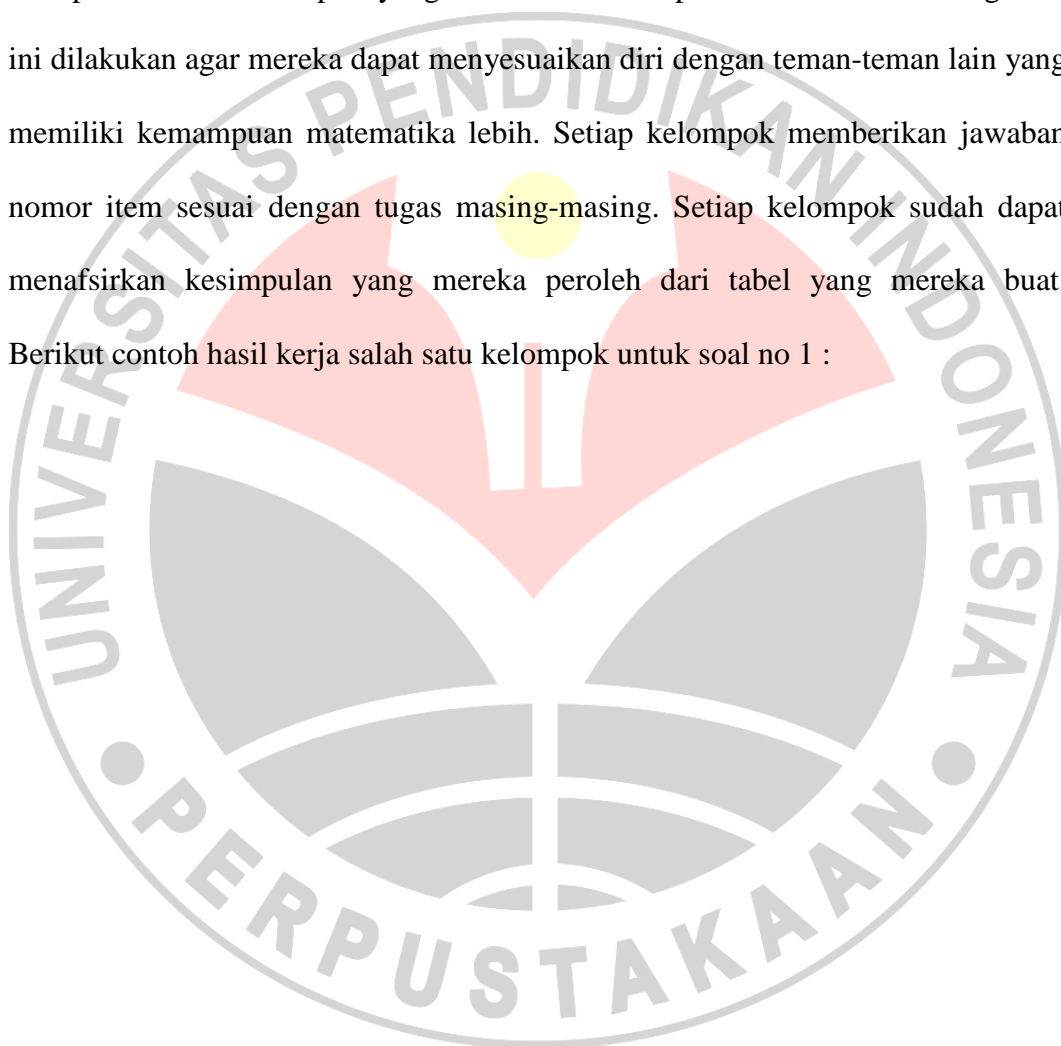 ini dilakukan agar mereka dapat menyesuaikan diri dengan teman-teman lain yang
memiliki kemampuan matematika lebih. Setiap kelompok memberikan jawaban
nomor item sesuai dengan tugas masing-masing. Setiap kelompok sudah dapat
menafsirkan kesimpulan yang mereka peroleh dari tabel yang mereka buat
Berikut contoh hasil kerja salah satu kelompok untuk soal no 1 :
UNIVERSITAS PENDIDIKAN INDONESIA
PERPUSTAKAAN